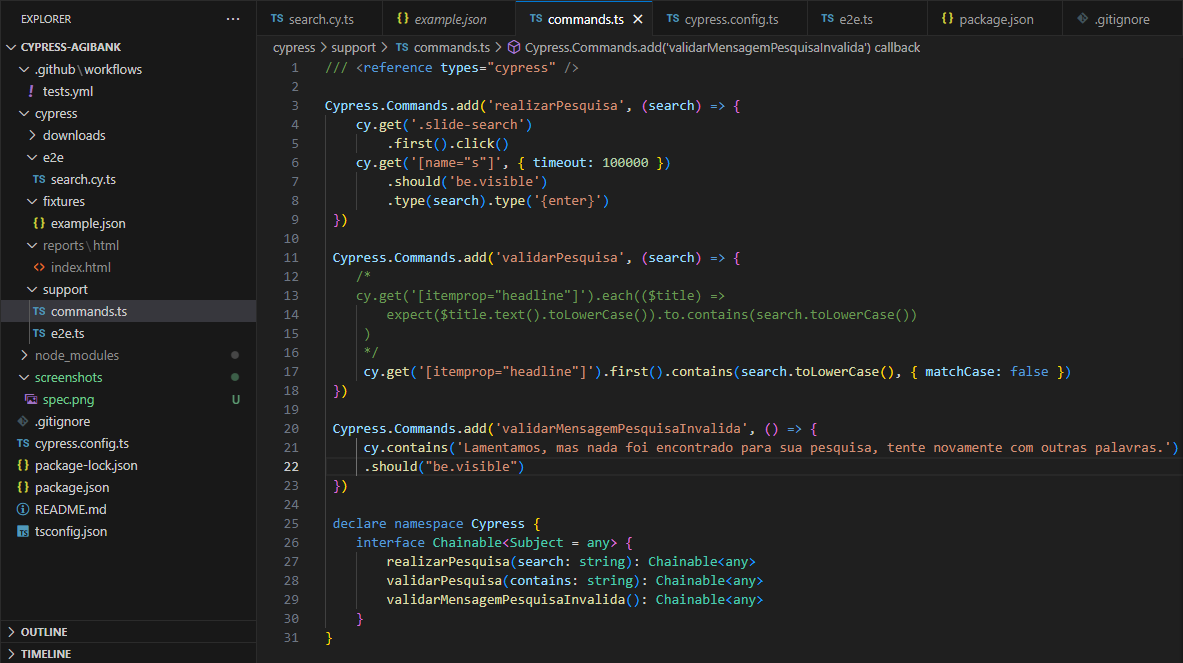 EXPLORER
CYPRESS-AGIBANK
.github\workflows
! tests.yml
cypress
downloads
e2e
TS search.cy.ts
fixtures
{} example.json
reports\html
<> index.html
support
TS commands.ts
TS e2e.ts
node_modules
screenshots
spec.png U
.gitignore
TS cypress.config.ts
{} package-lock.json
{} package.json
README.md
TS tsconfig.json
OUTLINE
TIMELINE
TS search.cy.ts {} example.json TS commands.ts TS cypress.config.ts TS e2e.ts {} package.json .gitignore
cypress > support > TS commands.ts > Cypress.Commands.add('validarMensagemPesquisaInvalida') callback
1 /// <reference types="cypress" />
2
3 Cypress.Commands.add('realizarPesquisa', (search) => {
4 cy.get('.slide-search')
5 .first().click()
6 cy.get('[name="s"]', { timeout: 100000 })
7 .should('be.visible')
8 .type(search).type('{enter}')
9 })
10
11 Cypress.Commands.add('validarPesquisa', (search) => {
12 /*
13 cy.get('[itemprop="headline"]').each(($title) =>
14 expect($title.text().toLowerCase()).to.contains(search.toLowerCase())
15 )
16 */
17 cy.get('[itemprop="headline"]').first().contains(search.toLowerCase(), { matchCase: false })
18 })
19
20 Cypress.Commands.add('validarMensagemPesquisaInvalida', () => {
21 cy.contains('Lamentamos, mas nada foi encontrado para sua pesquisa, tente novamente com outras palavras.')
22 .should("be.visible")
23 })
24
25 declare namespace Cypress {
26 interface Chainable<Subject = any> {
27 realizarPesquisa(search: string): Chainable<any>
28 validarPesquisa(contains: string): Chainable<any>
29 validarMensagemPesquisaInvalida(): Chainable<any>
30 }
31 }